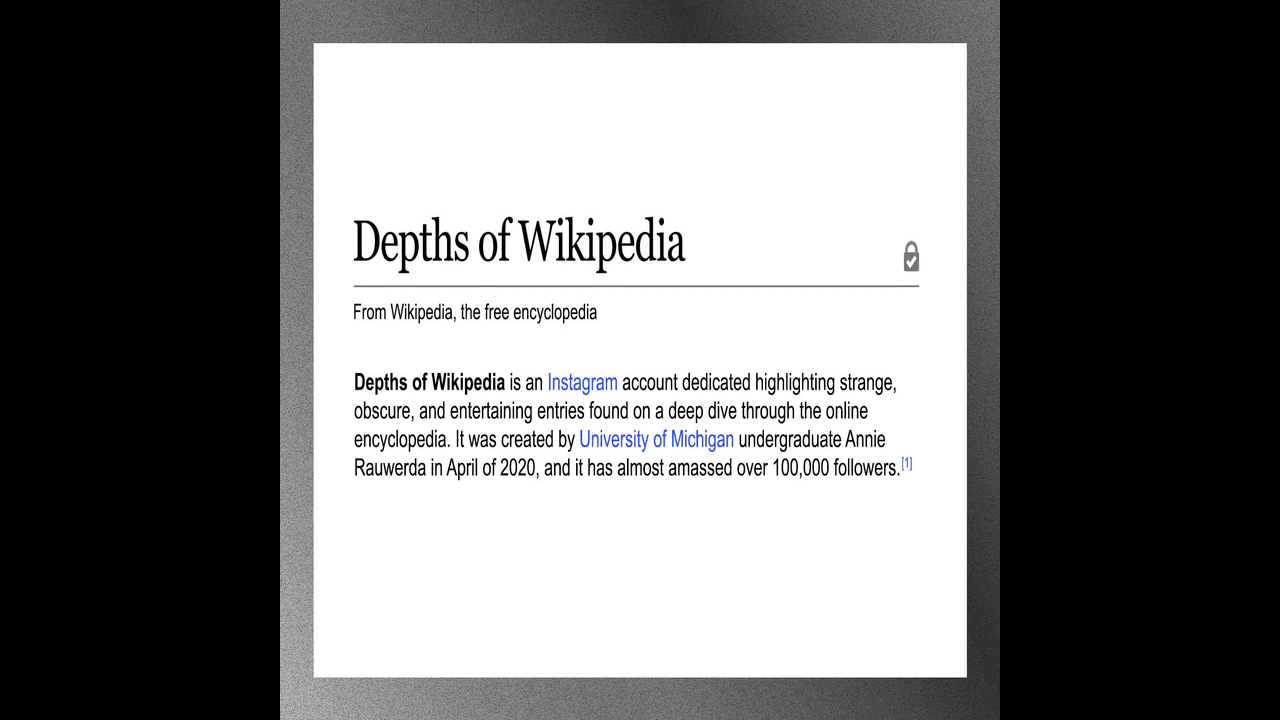 Depths of Wikipedia
From Wikipedia, the free encyclopedia
Depths of Wikipedia is an Instagram account dedicated highlighting strange,
obscure, and entertaining entries found on a deep dive through the online
encyclopedia. It was created by University of Michigan undergraduate Annie
Rauwerda in April of 2020, and it has almost amassed over 100,000 followers.[1]